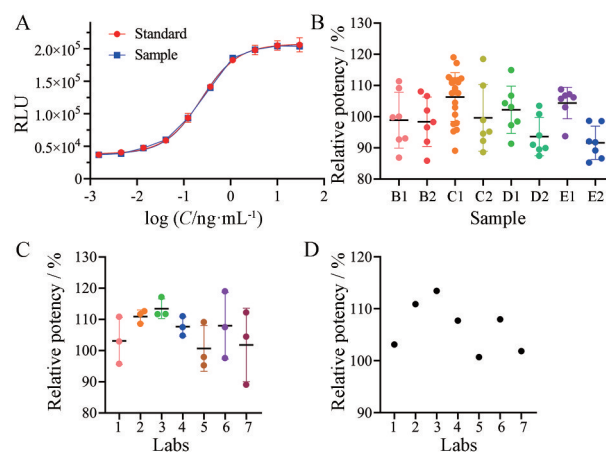 A
Standard
Sample
RLU
2.0×10⁵
1.5×10⁵
1.0×10⁵
5.0×10⁴
0
-3 -2 -1 0 1 2
log (C/ng·mL⁻¹)
B
Relative potency / %
130
120
110
100
90
80
B1 B2 C1 C2 D1 D2 E1 E2
Sample
C
Relative potency / %
130
120
110
100
90
80
1 2 3 4 5 6 7
Labs
D
Relative potency / %
120
110
100
90
1 2 3 4 5 6 7
Labs